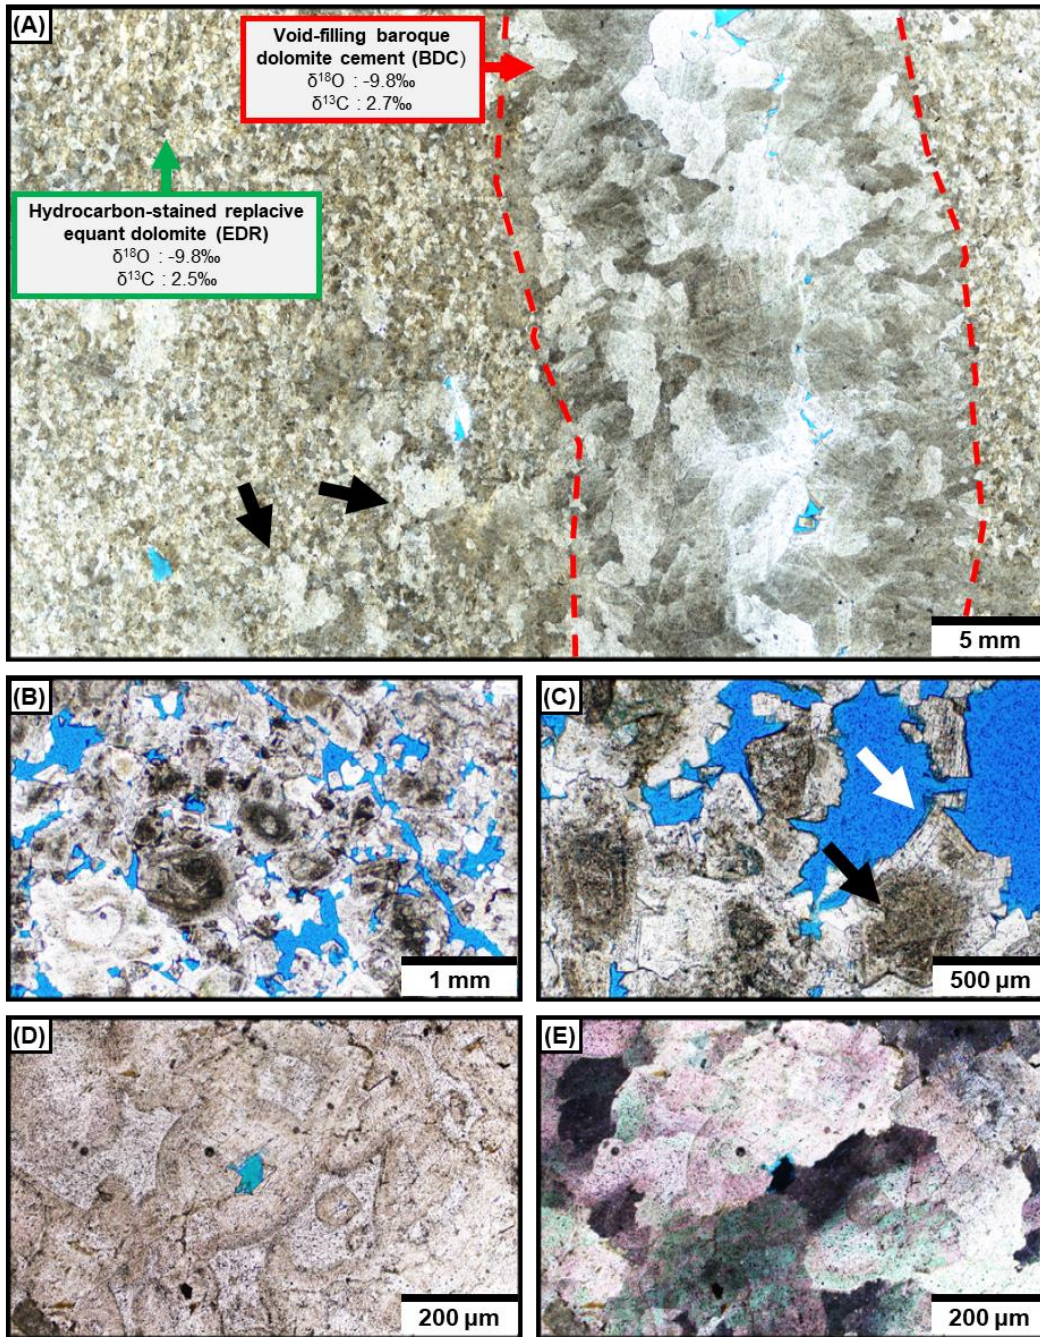 (A)
Void-filling baroque
dolomite cement (BDC)
δ18O : -9.8‰
δ13C : 2.7‰
Hydrocarbon-stained replacive
equant dolomite (EDR)
δ18O : -9.8‰
δ13C : 2.5‰
5 mm
(B)
1 mm
(C)
500 µm
(D)
200 µm
(E)
200 µm